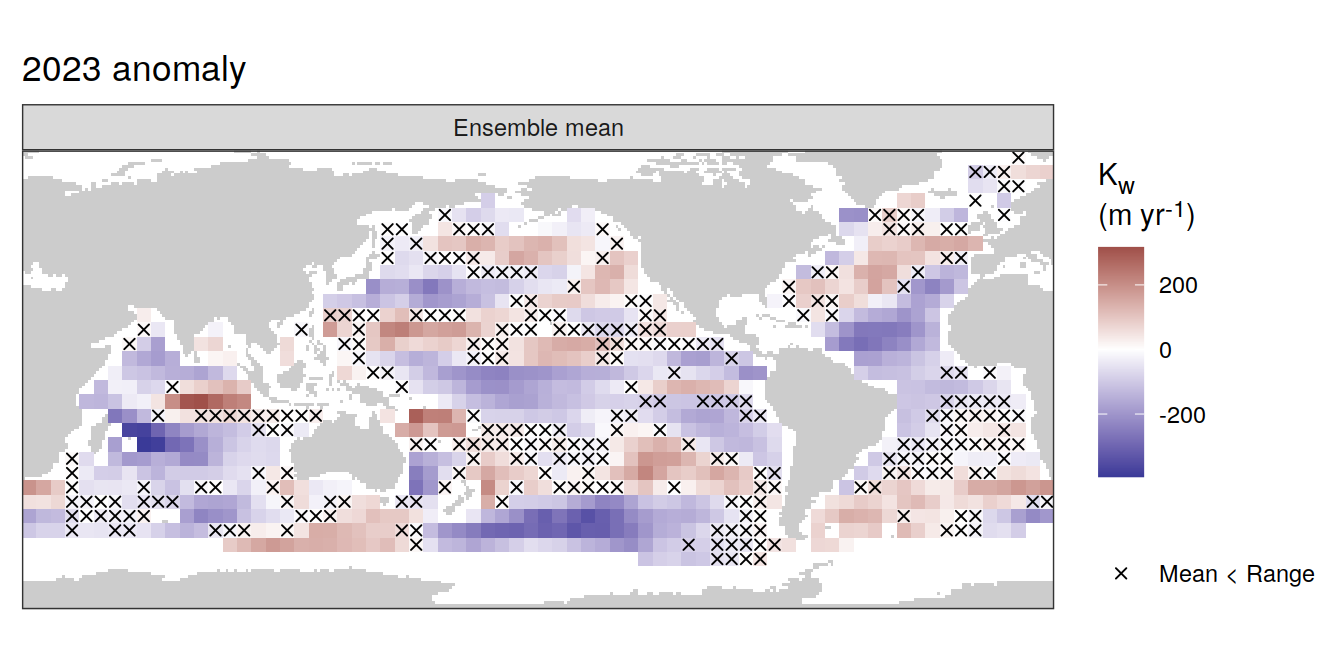 2023 anomaly
Ensemble mean
Kw
(m yr-1)
200
0
-200
Mean < Range